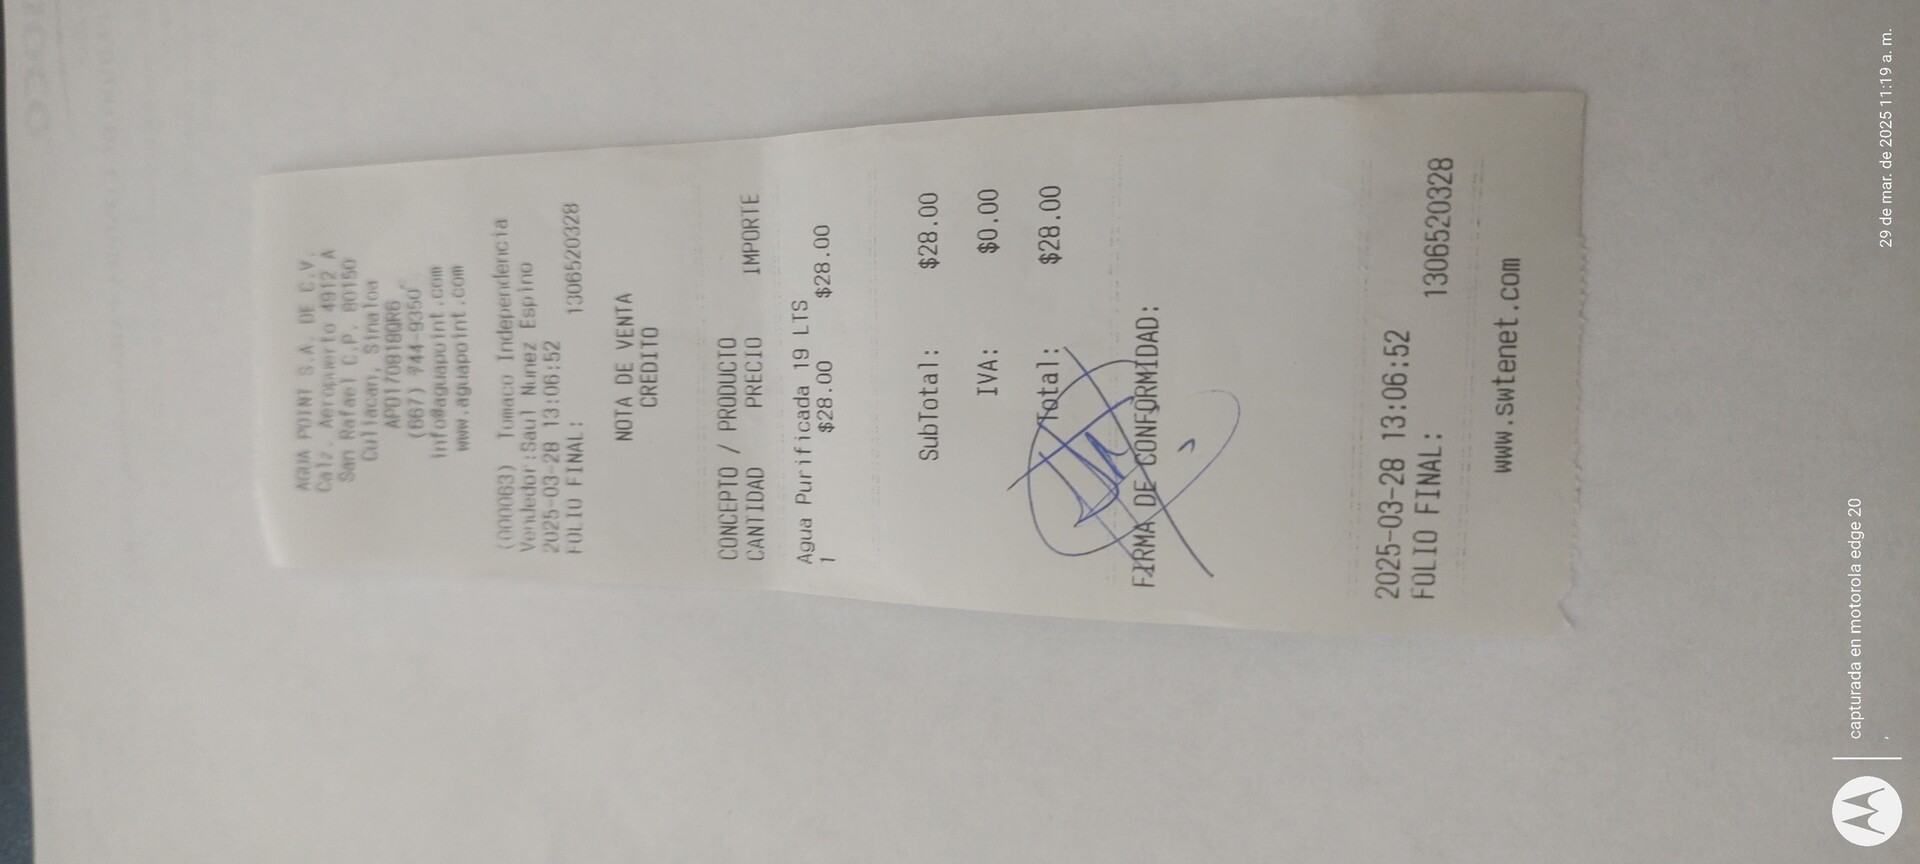 AGUA POINT S.A. DE C.V.
Calz. Aeropuerto 4912 A
San Rafael C.P. 80150
Culiacan, Sinaloa
(667) 744-9350
info@aguapoint.com
www.aguapoint.com
(000063) Tomaco Independencia
Vendedor:Saul Nunez Espino
2025-03-28 13:06:52
FOLIO FINAL: 1306520328
NOTA DE VENTA
CREDITO
CONCEPTO / PRODUCTO
CANTIDAD PRECIO IMPORTE
Agua Purificada 19 LTS
1 $28.00 $28.00
SubTotal: $28.00
IVA: $0.00
Total: $28.00
FIRMA DE CONFORMIDAD:
2025-03-28 13:06:52
FOLIO FINAL: 1306520328
www.swtenet.com
capturada en motorola edge 20
29 de mar. de 2025 11:19 a. m.